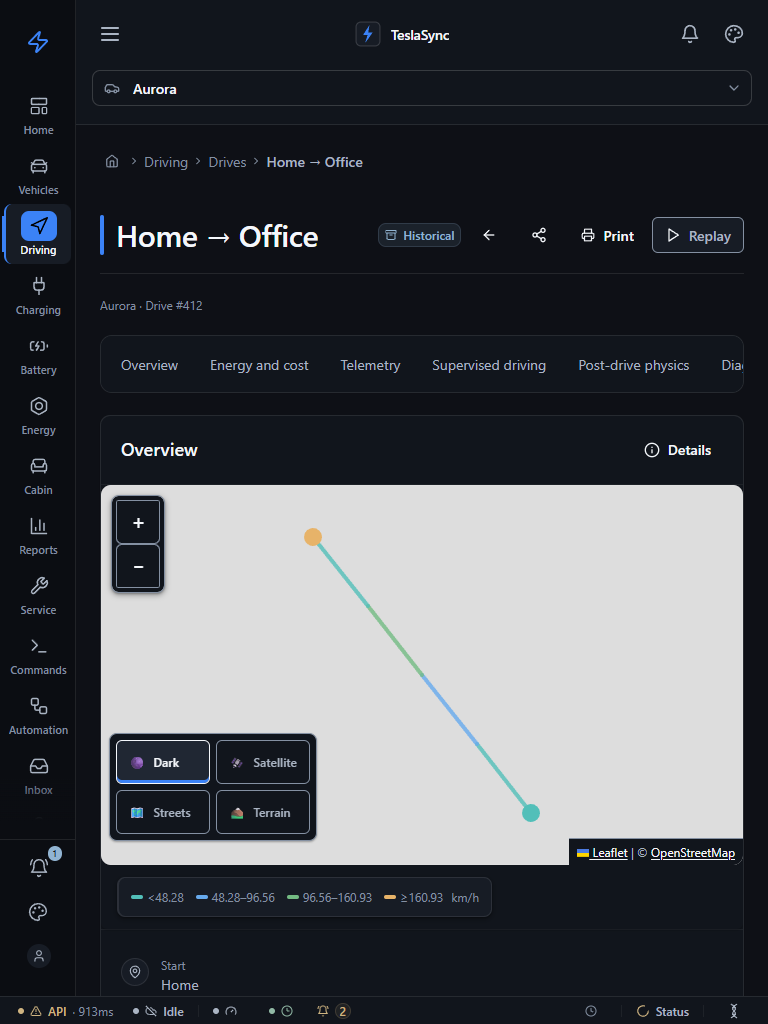 TeslaSync
Aurora
Home
Vehicles
Driving
Charging
Battery
Energy
Cabin
Reports
Service
Commands
Automation
Inbox
1
Driving > Drives > Home → Office
Home → Office
Historical
Print
Replay
Aurora · Drive #412
Overview Energy and cost Telemetry Supervised driving Post-drive physics Diag
Overview
Details
+
−
Dark
Satellite
Streets
Terrain
Leaflet | © OpenStreetMap
<48.28 48.28–96.56 96.56–160.93 ≥160.93 km/h
Start
Home
API · 913ms Idle 2 Status